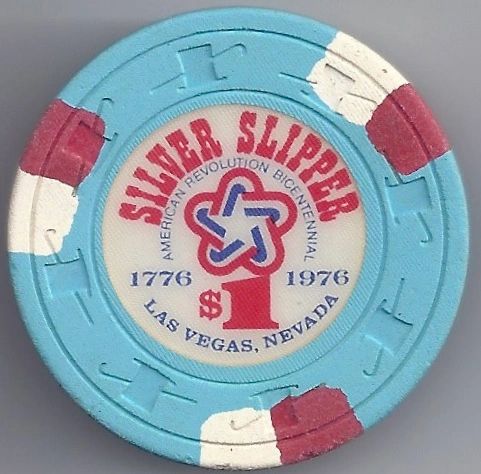 SILVER SLIPPER
AMERICAN REVOLUTION BICENTENNIAL
1776 1976
$1
LAS VEGAS, NEVADA